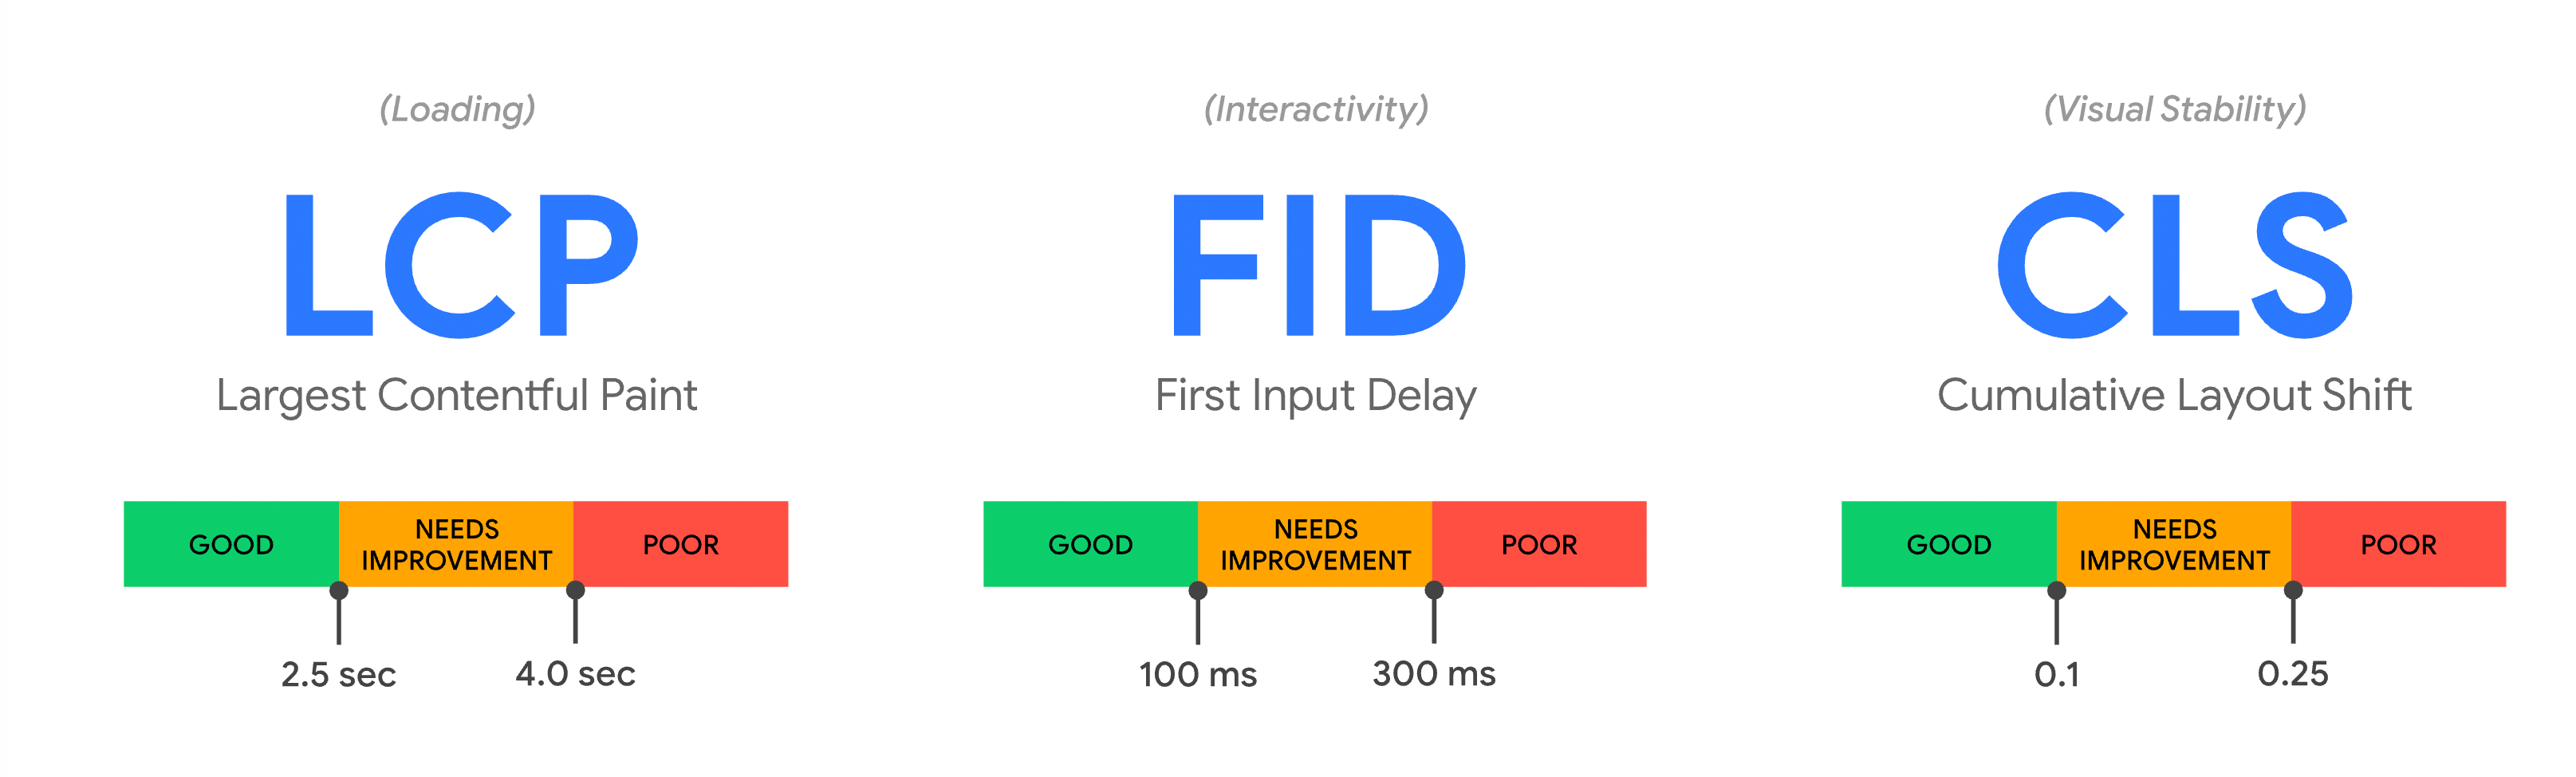 (Loading)
LCP
Largest Contentful Paint
GOOD
NEEDS
IMPROVEMENT
POOR
2.5 sec
4.0 sec
(Interactivity)
FID
First Input Delay
GOOD
NEEDS
IMPROVEMENT
POOR
100 ms
300 ms
(Visual Stability)
CLS
Cumulative Layout Shift
GOOD
NEEDS
IMPROVEMENT
POOR
0.1
0.25